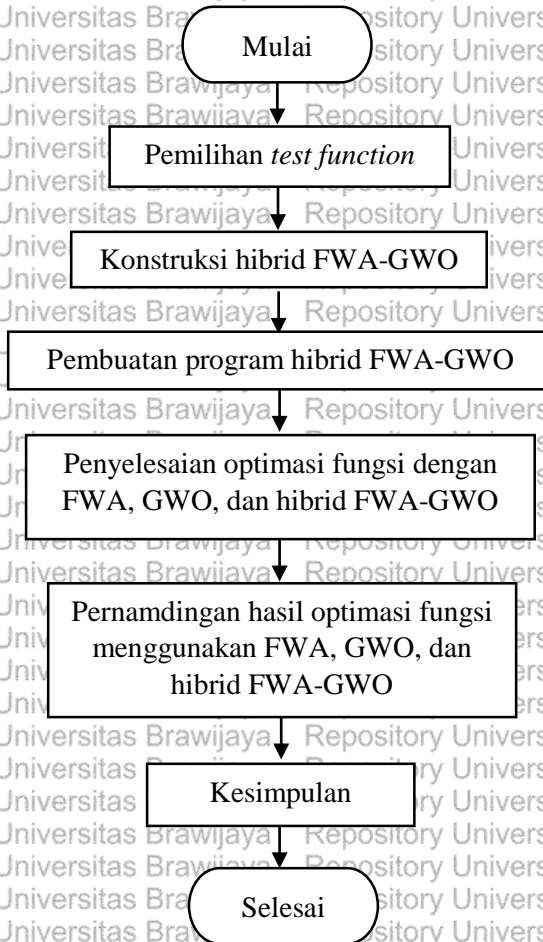 Mulai
Pemilihan test function
Konstruksi hibrid FWA-GWO
Pembuatan program hibrid FWA-GWO
Penyelesaian optimasi fungsi dengan
FWA, GWO, dan hibrid FWA-GWO
Pernamdingan hasil optimasi fungsi
menggunakan FWA, GWO, dan
hibrid FWA-GWO
Kesimpulan
Selesai